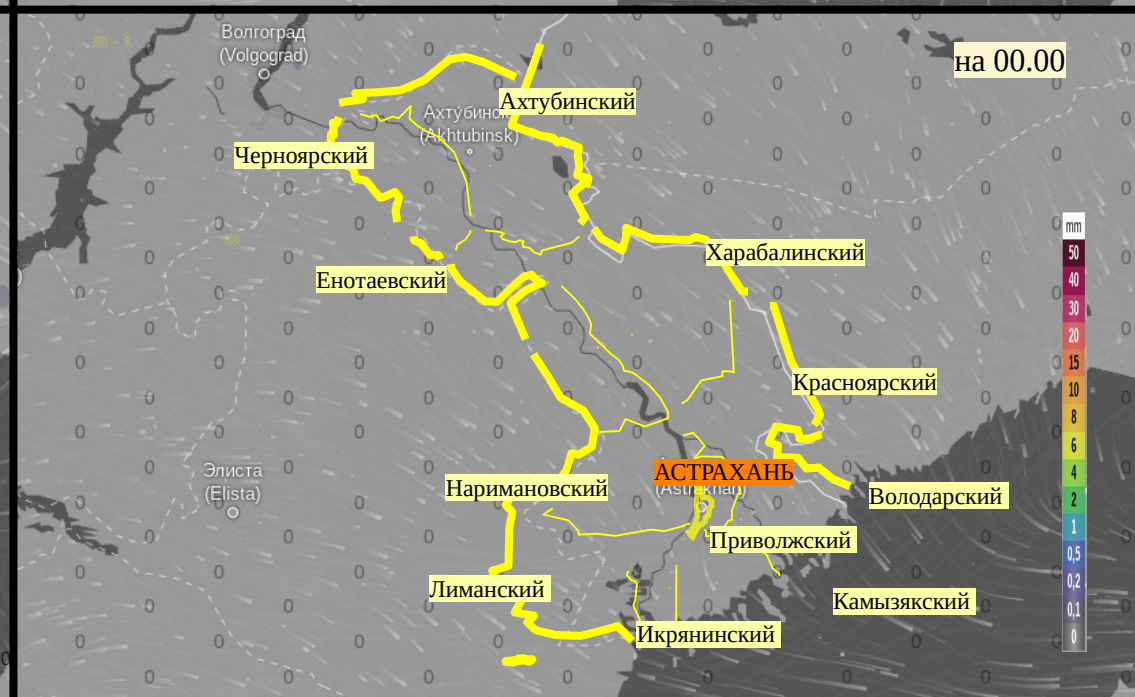 Волгоград
(Volgograd)
на 00.00
Ахтубинский
Ахтубинск
(Akhtubinsk)
Черноярский
Харабалинский
Енотаевский
mm
50
40
30
20
15
10
8
6
4
2
1
0,5
0,2
0,1
0
Красноярский
Элиста
(Elista)
АСТРАХАНЬ
(Astrakhan)
Наримановский
Володарский
Приволжский
Лиманский
Камызякский
Икрянинский